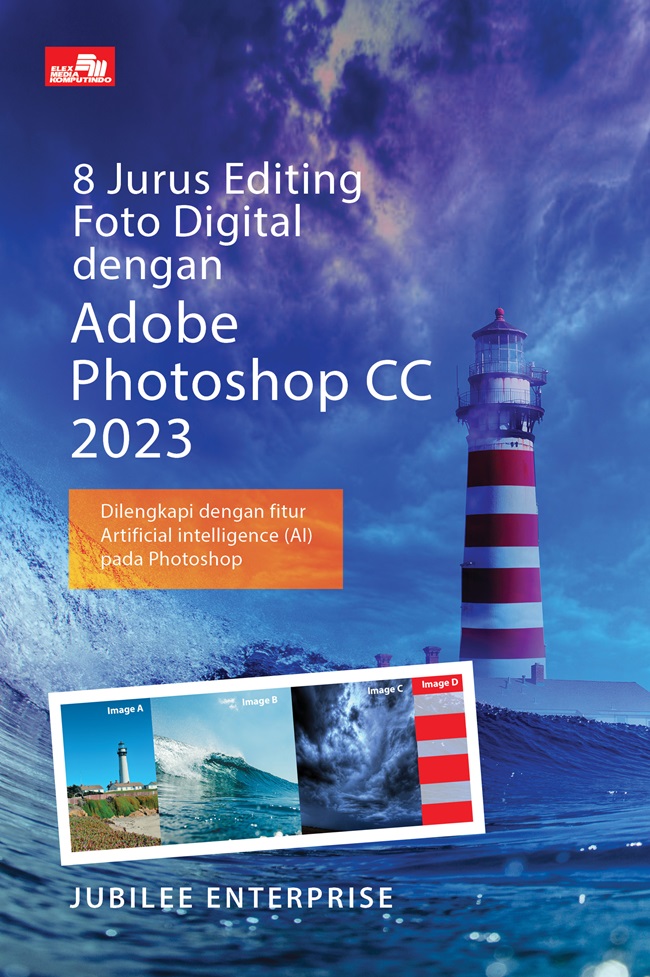 ELEX
MEDIA
KOMPUTINDO
8 Jurus Editing
Foto Digital
dengan
Adobe
Photoshop CC
2023
Dilengkapi dengan fitur
Artificial intelligence (AI)
pada Photoshop
Image A
Image B
Image C
Image D
JUBILEE ENTERPRISE